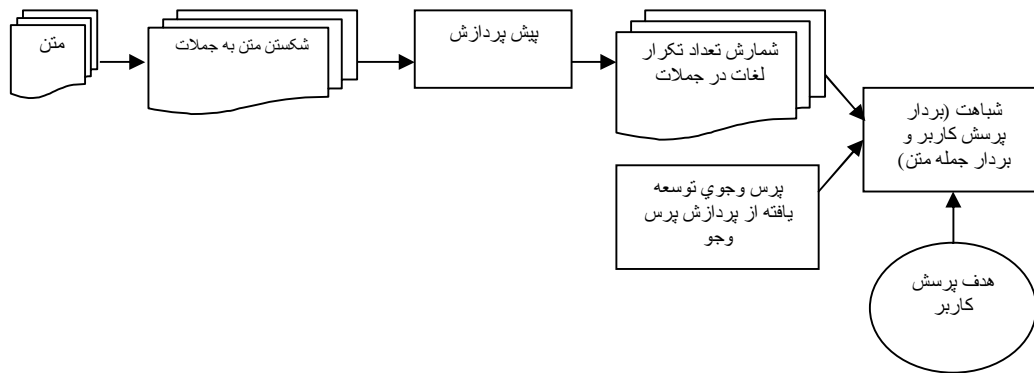 متن
شکستن متن به جملات
پیش پردازش
شمارش تعداد تکرار
لغات در جملات
شباهت (بردار
پرسش کاربر و
بردار جمله متن)
پرس وجوي توسعه
یافته از پردازش پرس
وجو
هدف پرسش
کاربر